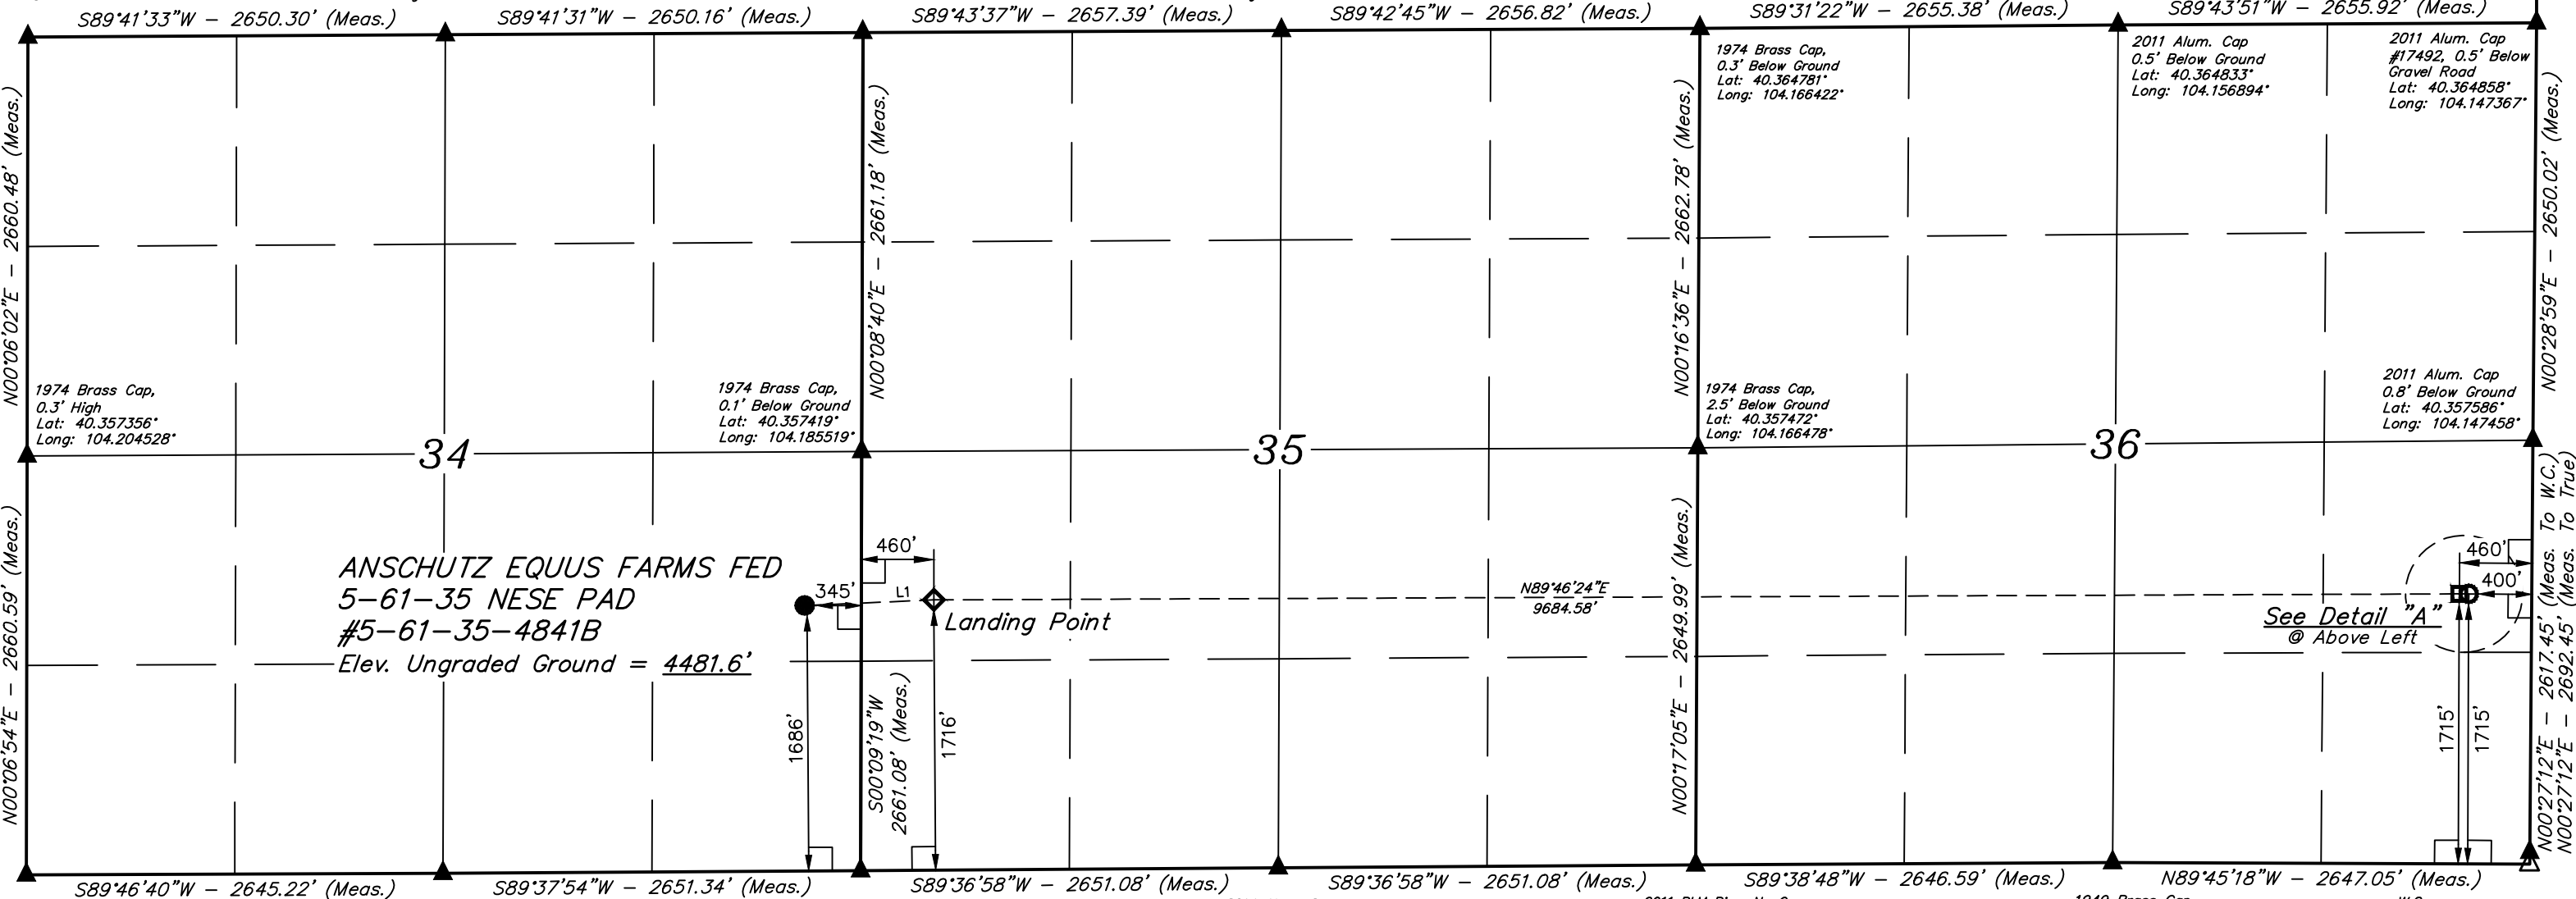 S89°41'33"W - 2650.30' (Meas.)
S89°41'31"W - 2650.16' (Meas.)
S89°43'37"W - 2657.39' (Meas.)
S89°42'45"W - 2656.82' (Meas.)
S89°31'22"W - 2655.38' (Meas.)
S89°43'51"W - 2655.92' (Meas.)
1974 Brass Cap,
0.3' Below Ground
Lat: 40.364781°
Long: 104.166422°
2011 Alum. Cap
0.5' Below Ground
Lat: 40.364833°
Long: 104.156894°
2011 Alum. Cap
#17492, 0.5' Below
Gravel Road
Lat: 40.364858°
Long: 104.147367°
N00°06'02"E - 2660.48' (Meas.)
N00°08'40"E - 2661.18' (Meas.)
N00°16'36"E - 2662.78' (Meas.)
N00°28'59"E - 2650.02' (Meas.)
1974 Brass Cap,
0.3' High
Lat: 40.357356°
Long: 104.204528°
1974 Brass Cap,
0.1' Below Ground
Lat: 40.357419°
Long: 104.185519°
1974 Brass Cap,
2.5' Below Ground
Lat: 40.357472°
Long: 104.166478°
2011 Alum. Cap
0.8' Below Ground
Lat: 40.357586°
Long: 104.147458°
34
35
36
N00°06'54"E - 2660.59' (Meas.)
ANSCHUTZ EQUUS FARMS FED
5-61-35 NESE PAD
#5-61-35-4841B
Elev. Ungraded Ground = 4481.6'
345'
460'
L1
Landing Point
N89°46'24"E
9684.58'
460'
400'
See Detail "A"
@ Above Left
1686'
S00°09'19"W
2661.08' (Meas.)
1716'
N00°17'05"E - 2649.99' (Meas.)
1715'
1715'
N00°27'12"E - 2617.45' (Meas. To W.C.)
N00°27'12"E - 2692.45' (Meas. To True)
S89°46'40"W - 2645.22' (Meas.)
S89°37'54"W - 2651.34' (Meas.)
S89°36'58"W - 2651.08' (Meas.)
S89°36'58"W - 2651.08' (Meas.)
S89°38'48"W - 2646.59' (Meas.)
N89°45'18"W - 2647.05' (Meas.)